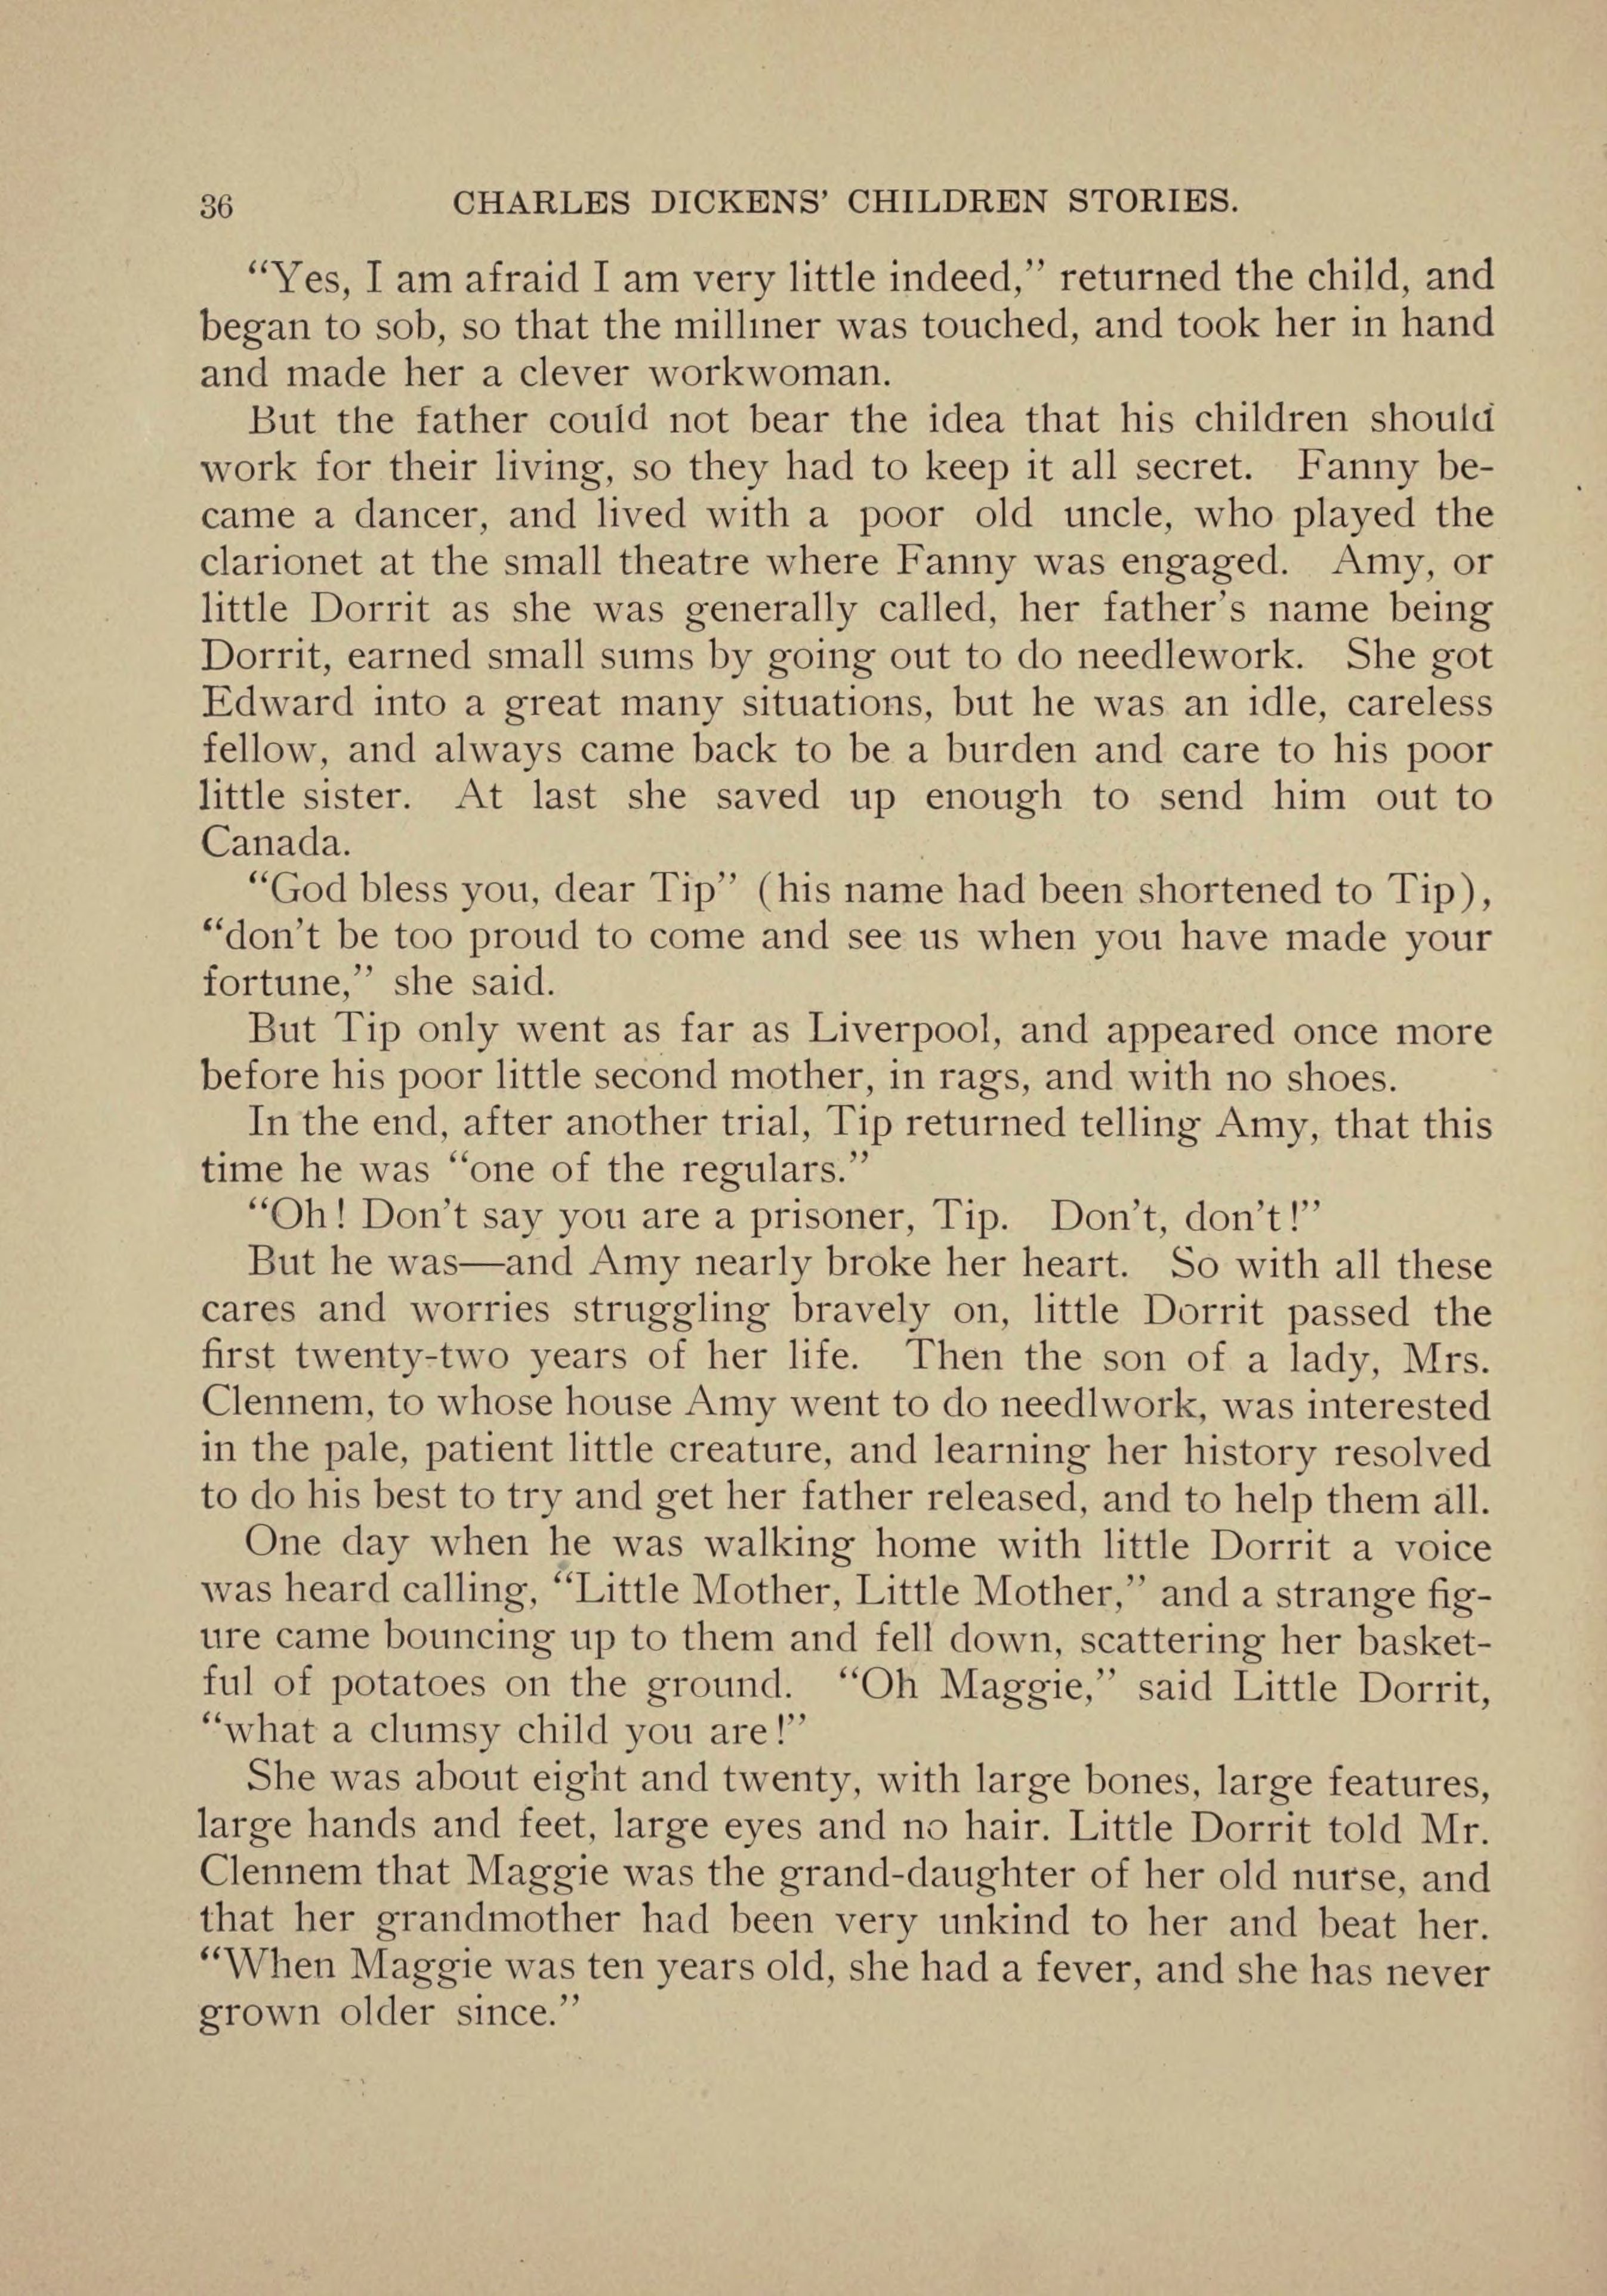 36 CHARLES DICKENS' CHILDREN STORIES.
“Yes, I am afraid I am very little indeed,” returned the child, and
began to sob, so that the milliner was touched, and took her in hand
and made her a clever workwoman.
But the father could not bear the idea that his children should
work for their living, so they had to keep it all secret. Fanny be-
came a dancer, and lived with a poor old uncle, who played the
clarionet at the small theatre where Fanny was engaged. Amy, or
little Dorrit as she was generally called, her father's name being
Dorrit, earned small sums by going out to do needlework. She got
Edward into a great many situations, but he was an idle, careless
fellow, and always came back to be a burden and care to his poor
little sister. At last she saved up enough to send him out to
Canada.
“God bless you, dear Tip” (his name had been shortened to Tip),
“don't be too proud to come and see us when you have made your
fortune,” she said.
But Tip only went as far as Liverpool, and appeared once more
before his poor little second mother, in rags, and with no shoes.
In the end, after another trial, Tip returned telling Amy, that this
time he was “one of the regulars.”
“Oh! Don't say you are a prisoner, Tip. Don't, don't!”
But he was—and Amy nearly broke her heart. So with all these
cares and worries struggling bravely on, little Dorrit passed the
first twenty-two years of her life. Then the son of a lady, Mrs.
Clennem, to whose house Amy went to do needlwork, was interested
in the pale, patient little creature, and learning her history resolved
to do his best to try and get her father released, and to help them all.
One day when he was walking home with little Dorrit a voice
was heard calling, “Little Mother, Little Mother,” and a strange fig-
ure came bouncing up to them and fell down, scattering her basket-
ful of potatoes on the ground. “Oh Maggie,” said Little Dorrit,
“what a clumsy child you are!”
She was about eight and twenty, with large bones, large features,
large hands and feet, large eyes and no hair. Little Dorrit told Mr.
Clennem that Maggie was the grand-daughter of her old nurse, and
that her grandmother had been very unkind to her and beat her.
“When Maggie was ten years old, she had a fever, and she has never
grown older since.”